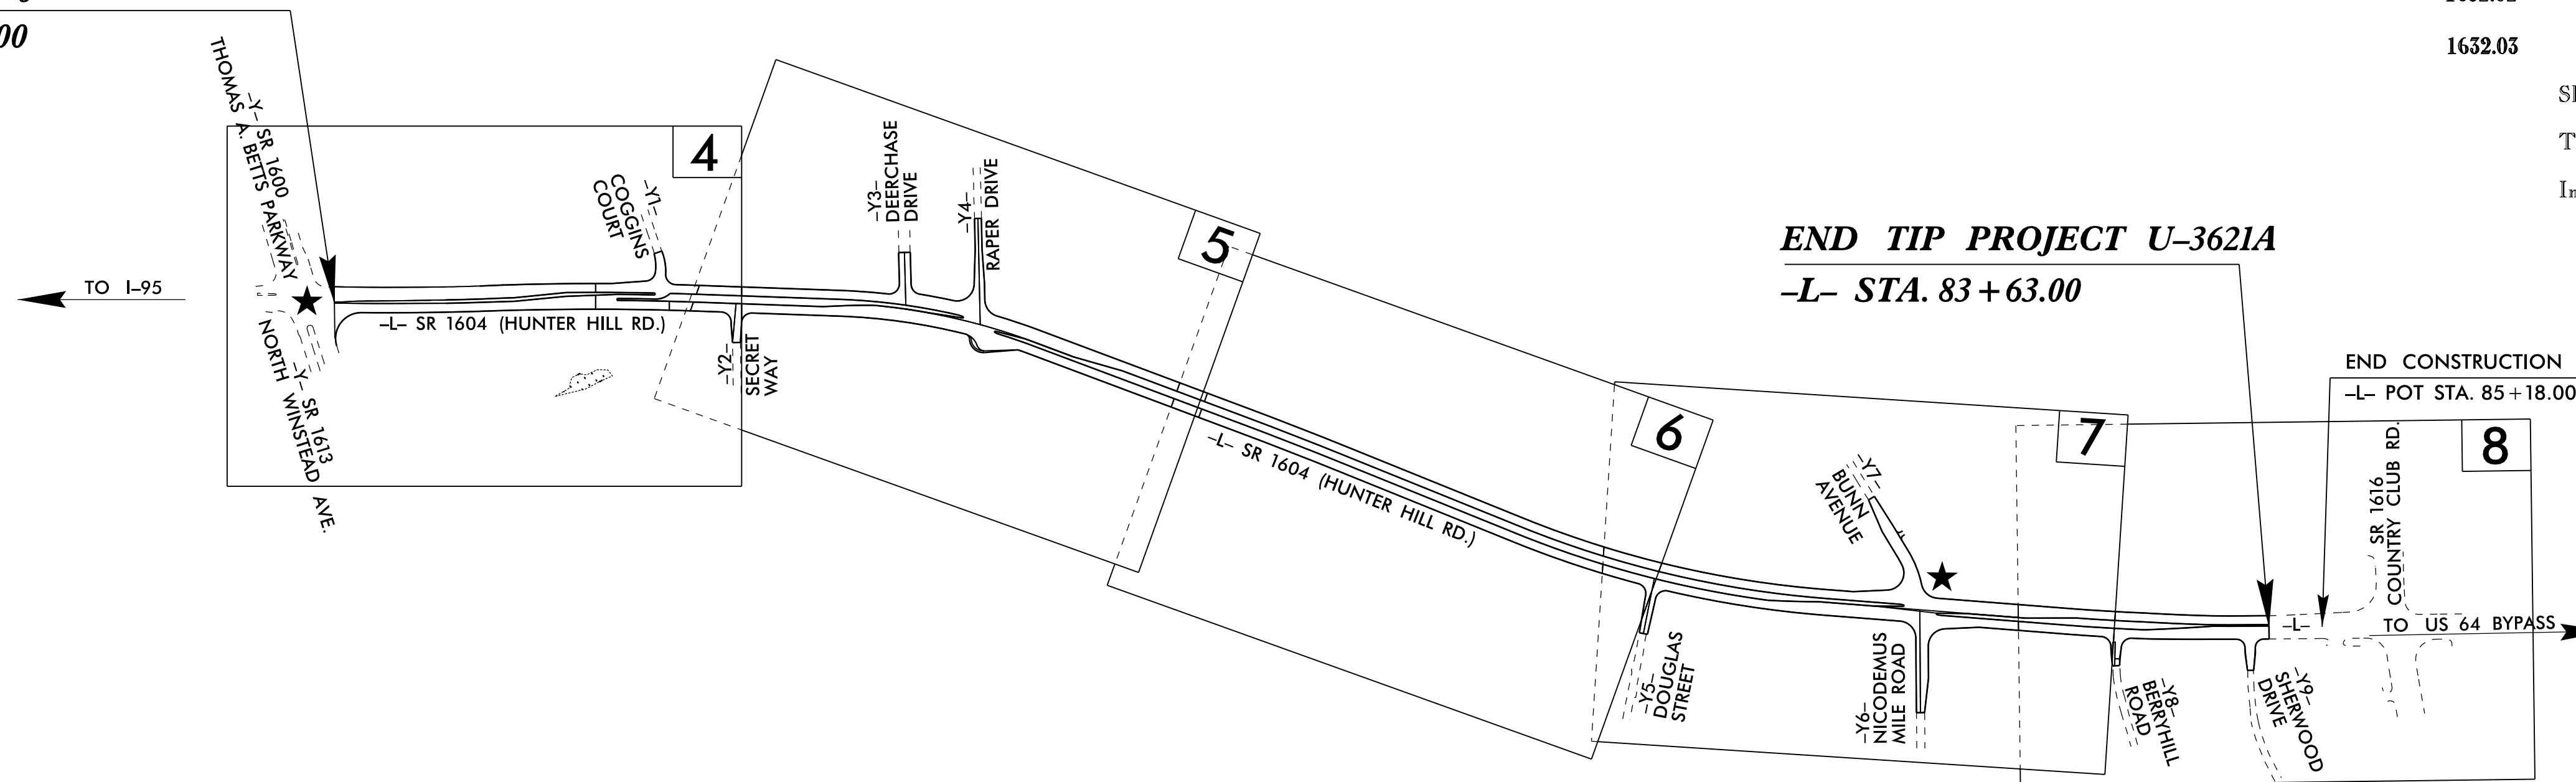 00
1632.03
THOMAS A. BETTS PARKWAY
–Y– SR 1600
4
–Y1–
COGGINS
COURT
–Y3–
DEERCHASE
DRIVE
–Y4–
RAPER DRIVE
5
TO I–95
–L– SR 1604 (HUNTER HILL RD.)
–Y2–
SECRET
WAY
NORTH WINSTEAD AVE.
–Y– SR 1613
END TIP PROJECT U–3621A
–L– STA. 83+63.00
END CONSTRUCTION
–L– POT STA. 85+18.00
–L– SR 1604 (HUNTER HILL RD.)
6
7
8
–Y7–
BUNN
AVENUE
SR 1616
COUNTRY CLUB RD.
–L–
TO US 64 BYPASS
–Y5–
DOUGLAS
STREET
–Y6–
NICODEMUS
MILE ROAD
–Y8–
BERRYHILL
ROAD
–Y9–
SHERWOOD
DRIVE